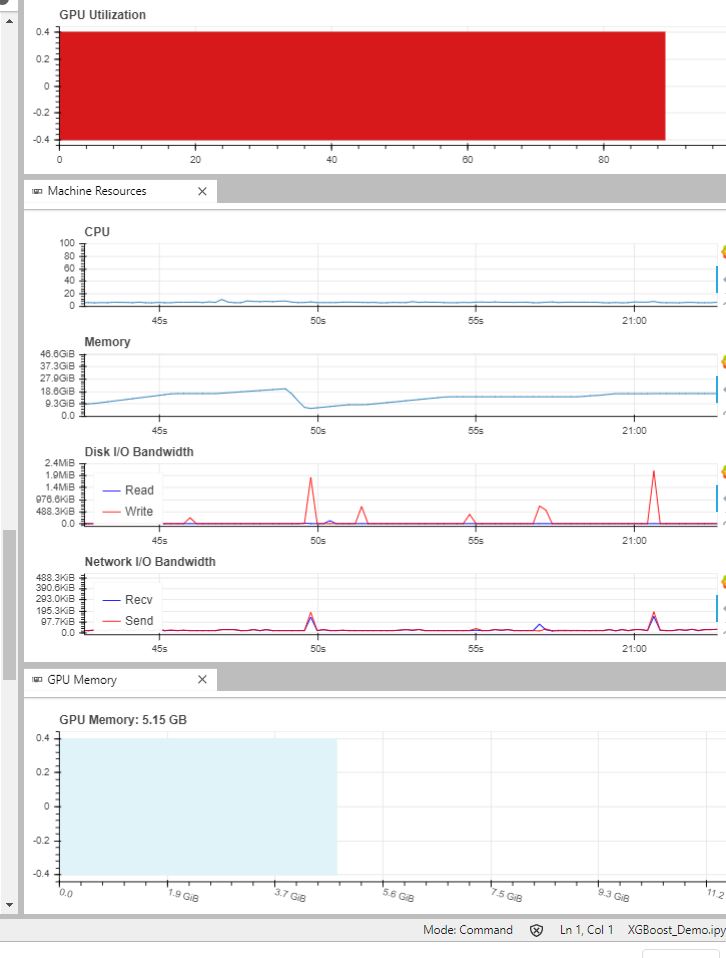 GPU Utilization
0.4
0.2
0
-0.2
-0.4
0 20 40 60 80
Machine Resources
CPU
100
80
60
40
20
0
45s 50s 55s 21:00
Memory
46.6GiB
37.3GiB
27.9GiB
18.6GiB
9.3GiB
0.0
45s 50s 55s 21:00
Disk I/O Bandwidth
2.4MiB
1.9MiB
1.4MiB
976.6KiB
488.3KiB
0.0
Read
Write
45s 50s 55s 21:00
Network I/O Bandwidth
488.3KiB
390.6KiB
293.0KiB
195.3KiB
97.7KiB
0.0
Recv
Send
45s 50s 55s 21:00
GPU Memory
GPU Memory: 5.15 GB
0.4
0.2
0
-0.2
-0.4
0.0 1.9 GiB 3.7 GiB 5.6 GiB 7.5 GiB 9.3 GiB 11.2
Mode: Command Ln 1, Col 1 XGBoost_Demo.ipy